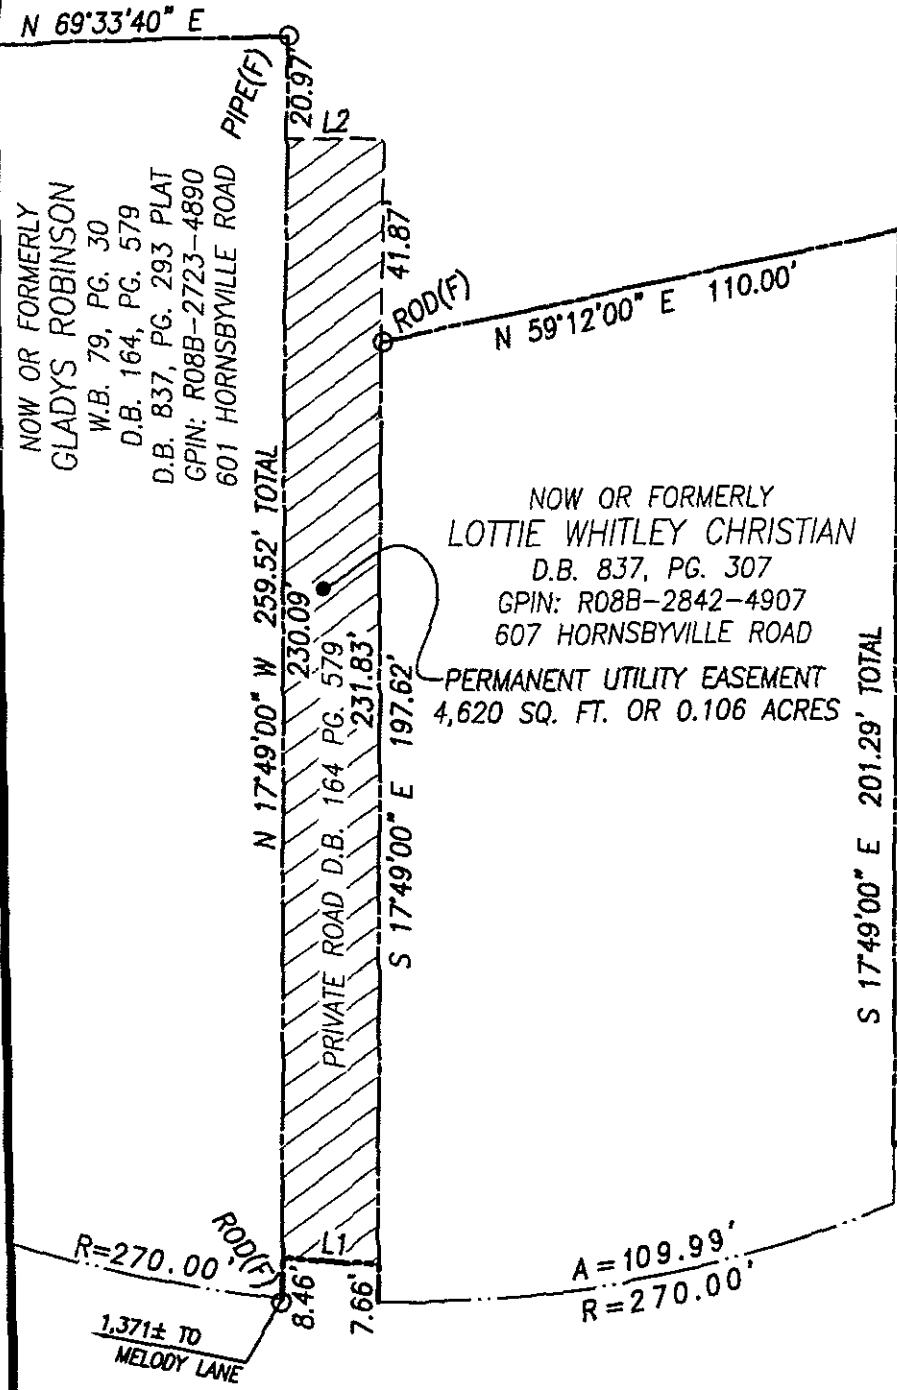 N 69°33'40" E
PIPE(F)
20.97'
L2
NOW OR FORMERLY
GLADYS ROBINSON
W.B. 79, PG. 30
D.B. 164, PG. 579
D.B. 837, PG. 293 PLAT
GPIN: R08B-2723-4890
601 HORNSBYVILLE ROAD
41.87'
ROD(F)
N 59°12'00" E 110.00'
N 17°49'00" W 259.52' TOTAL
230.09'
NOW OR FORMERLY
LOTTIE WHITLEY CHRISTIAN
D.B. 837, PG. 307
GPIN: R08B-2842-4907
607 HORNSBYVILLE ROAD
PERMANENT UTILITY EASEMENT
4,620 SQ. FT. OR 0.106 ACRES
PRIVATE ROAD D.B. 164 PG. 579
231.83'
S 17°49'00" E 197.62'
S 17°49'00" E 201.29' TOTAL
R=270.00'
ROD(F)
L1
8.46'
7.66'
A=109.99'
R=270.00'
1,371± TO
MELODY LANE